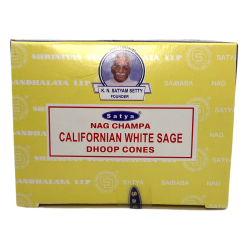 K. N. SATYAM SETTY
FOUNDER
Satya
NAG CHAMPA
CALIFORNIAN WHITE SAGE
DHOOP CONES